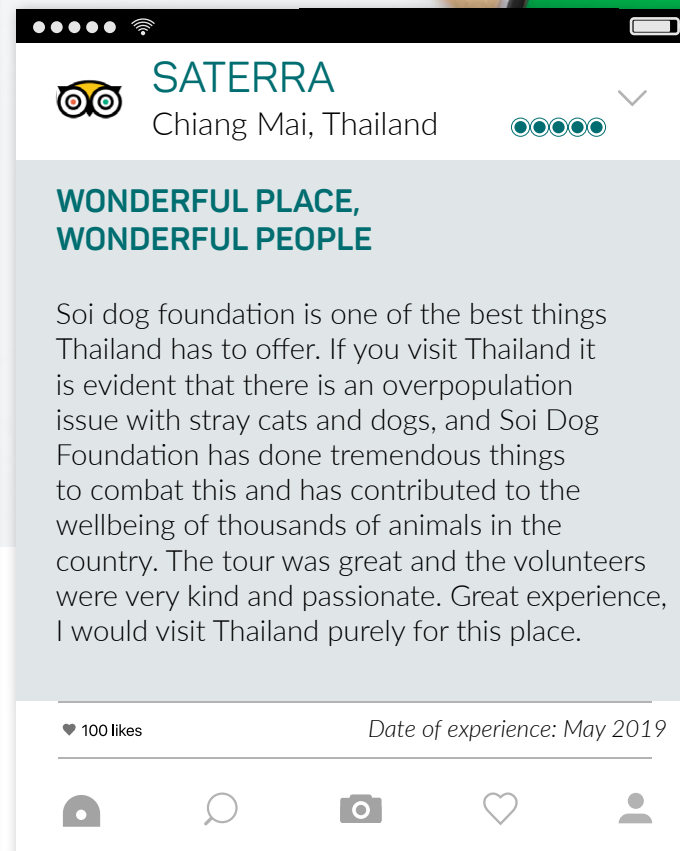 SATERRA
Chiang Mai, Thailand
WONDERFUL PLACE,
WONDERFUL PEOPLE
Soi dog foundation is one of the best things
Thailand has to offer. If you visit Thailand it
is evident that there is an overpopulation
issue with stray cats and dogs, and Soi Dog
Foundation has done tremendous things
to combat this and has contributed to the
wellbeing of thousands of animals in the
country. The tour was great and the volunteers
were very kind and passionate. Great experience,
I would visit Thailand purely for this place.
100 likes
Date of experience: May 2019